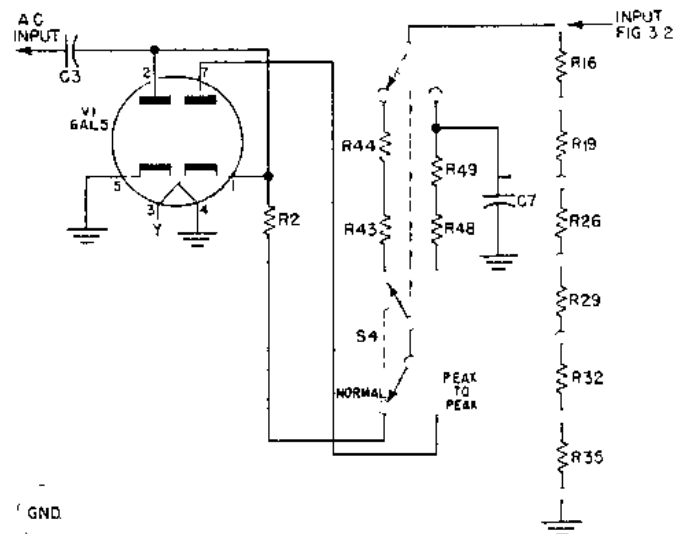 AC
INPUT
C3
2
7
V1
6AL5
5
3
4
1
Y
R2
R44
R43
R49
R48
C7
S4
NORMAL
PEAK
TO
PEAK
INPUT
FIG 3 2
R16
R19
R26
R29
R32
R35
GND.